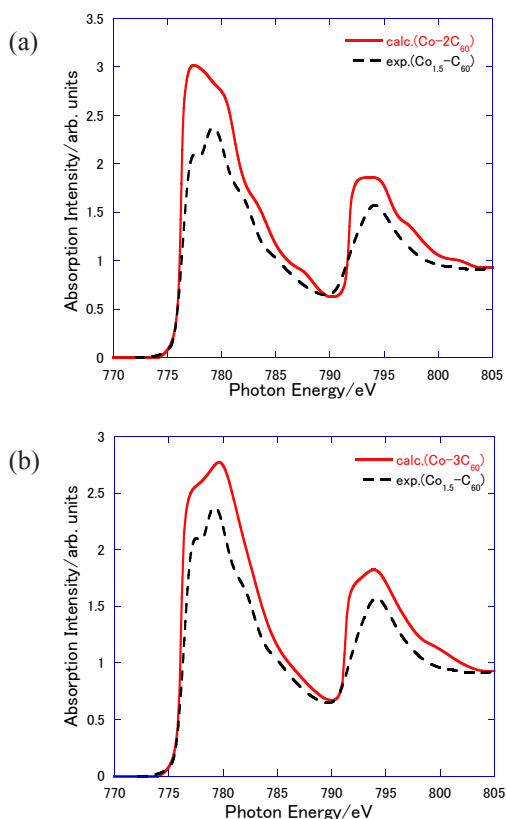 (a)
calc.(Co-2C60)
exp.(Co1.5-C60)
Absorption Intensity/arb. units
3.5
3
2.5
2
1.5
1
0.5
0
770 775 780 785 790 795 800 805
Photon Energy/eV
(b)
calc.(Co-3C60)
exp.(Co1.5-C60)
Absorption Intensity/arb. units
3
2.5
2
1.5
1
0.5
0
770 775 780 785 790 795 800 805
Photon Energy/eV